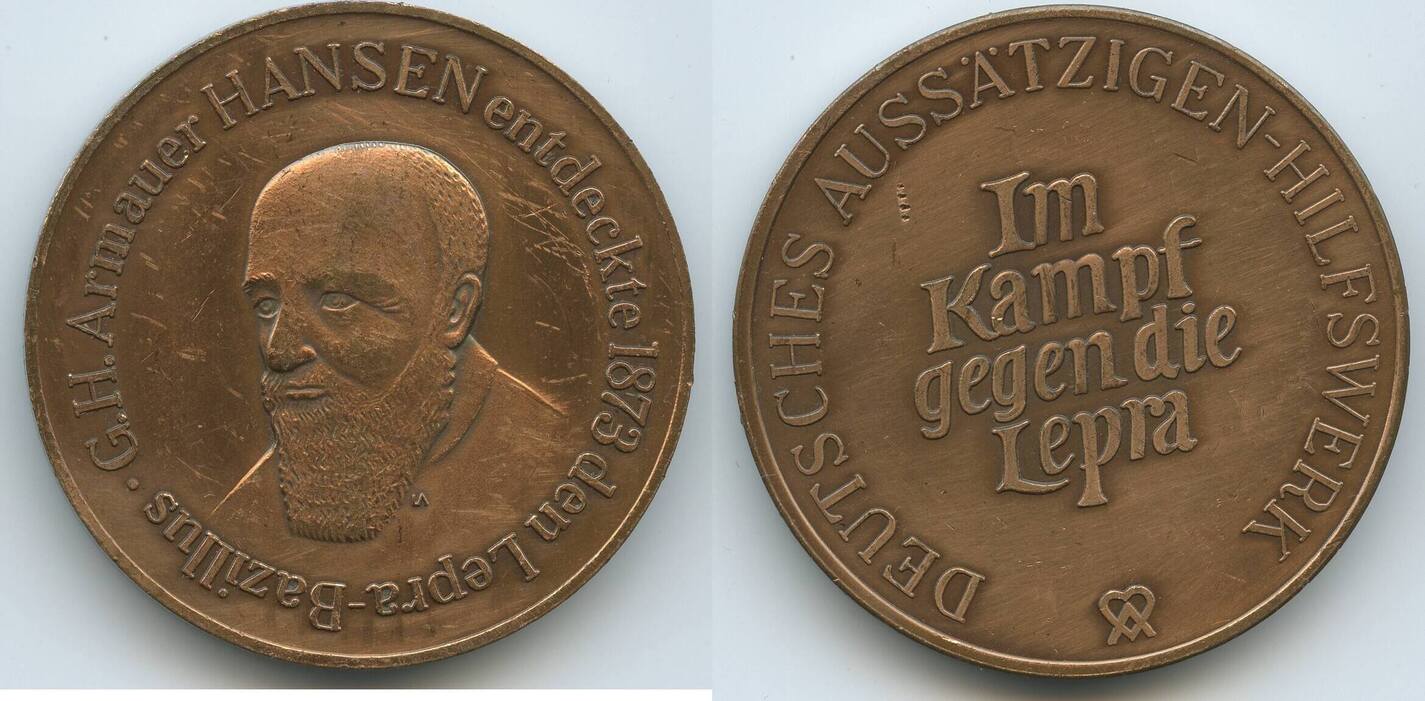 G.H. Armauer HANSEN entdeckte 1873 den Lepra-Bazillus •
DEUTSCHES AUSSÄTZIGEN-HILFSWERK
Im
Kampf
gegen die
Lepra